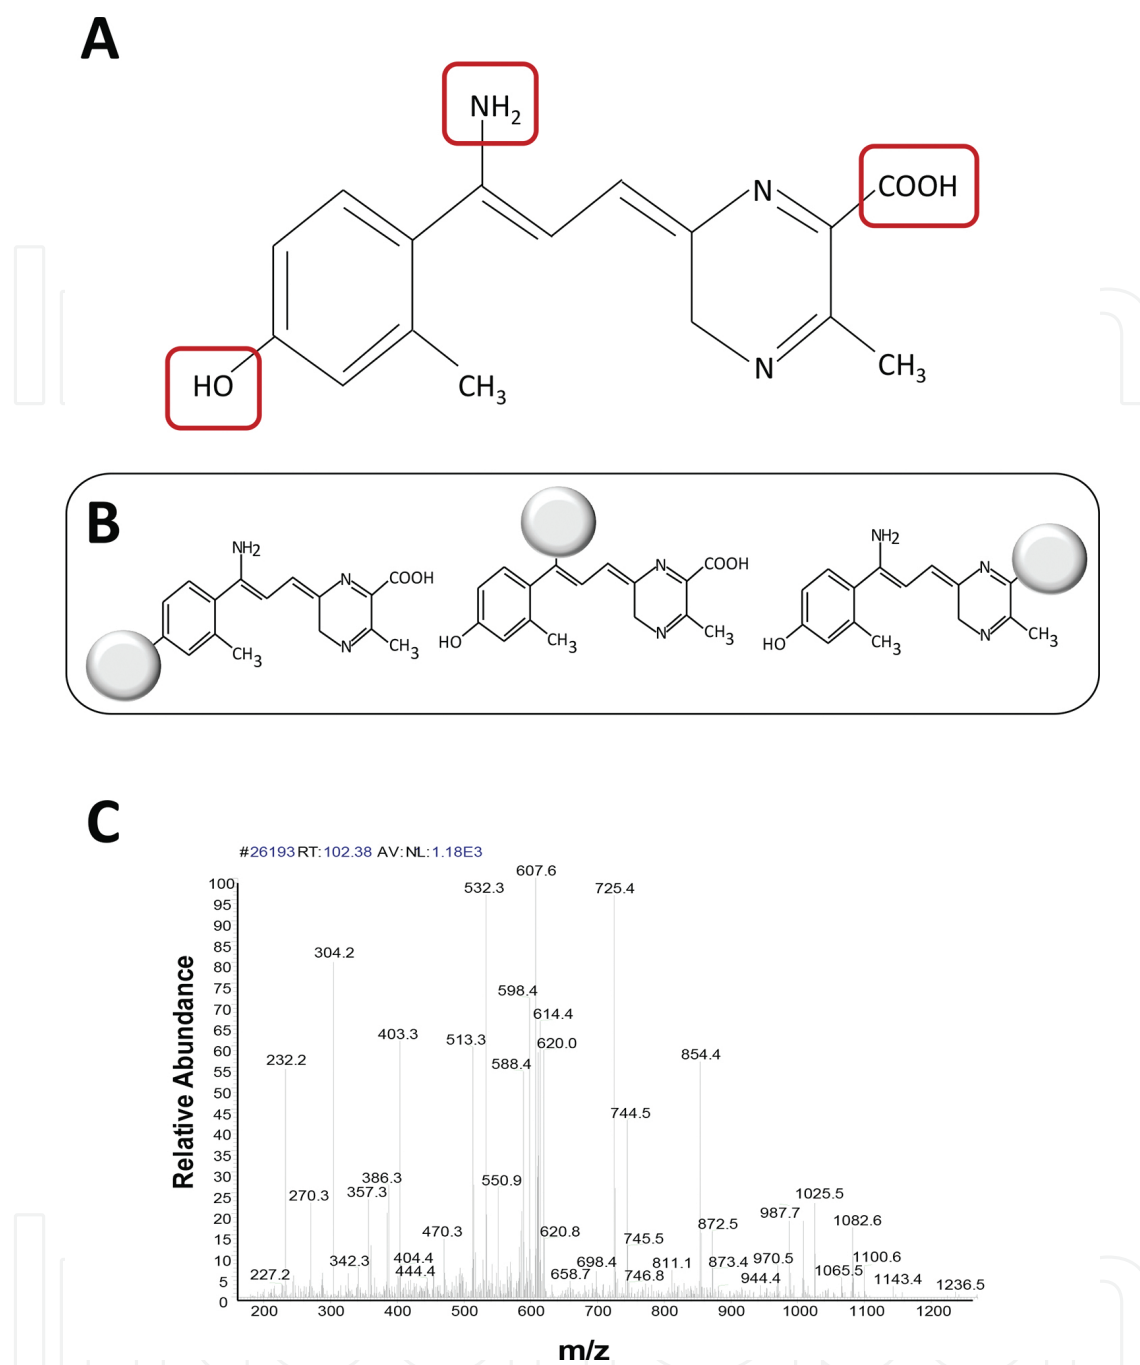 A
NH2
COOH
N
HO
CH3
N
CH3
B
NH2
N
COOH
N
CH3
CH3
N
COOH
HO
CH3
N
CH3
NH2
N
HO
CH3
N
CH3
C
#26193RT:102.38 AV:NL:1.18E3
Relative Abundance
100
95
90
85
80
75
70
65
60
55
50
45
40
35
30
25
20
15
10
5
0
607.6
532.3
725.4
304.2
598.4
614.4
403.3
513.3
620.0
588.4
232.2
854.4
744.5
386.3
550.9
357.3
270.3
1025.5
987.7
1082.6
470.3
620.8
872.5
745.5
342.3
404.4
698.4
811.1
873.4
970.5
1100.6
444.4
658.7
746.8
944.4
1065.5
227.2
1143.4
1236.5
200 300 400 500 600 700 800 900 1000 1100 1200
m/z